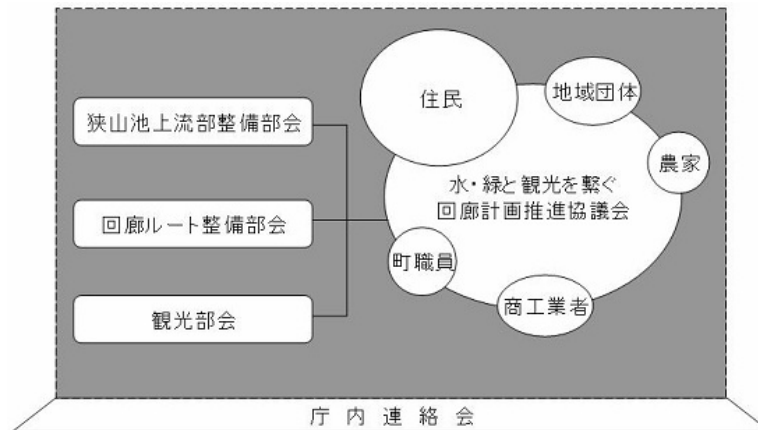 狭山池上流部整備部会
回廊ルート整備部会
観光部会
住民
地域団体
農家
水・緑と観光を繋ぐ
回廊計画推進協議会
町職員
商工業者
庁内連絡会